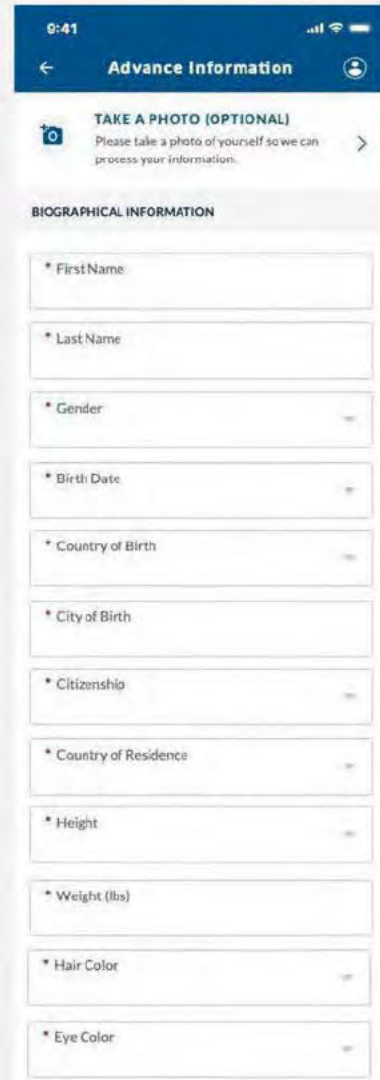 9:41
Advance Information
TAKE A PHOTO (OPTIONAL)
Please take a photo of yourself so we can
process your information.
BIOGRAPHICAL INFORMATION
* First Name
* Last Name
* Gender
* Birth Date
* Country of Birth
* City of Birth
* Citizenship
* Country of Residence
* Height
* Weight (lbs)
* Hair Color
* Eye Color